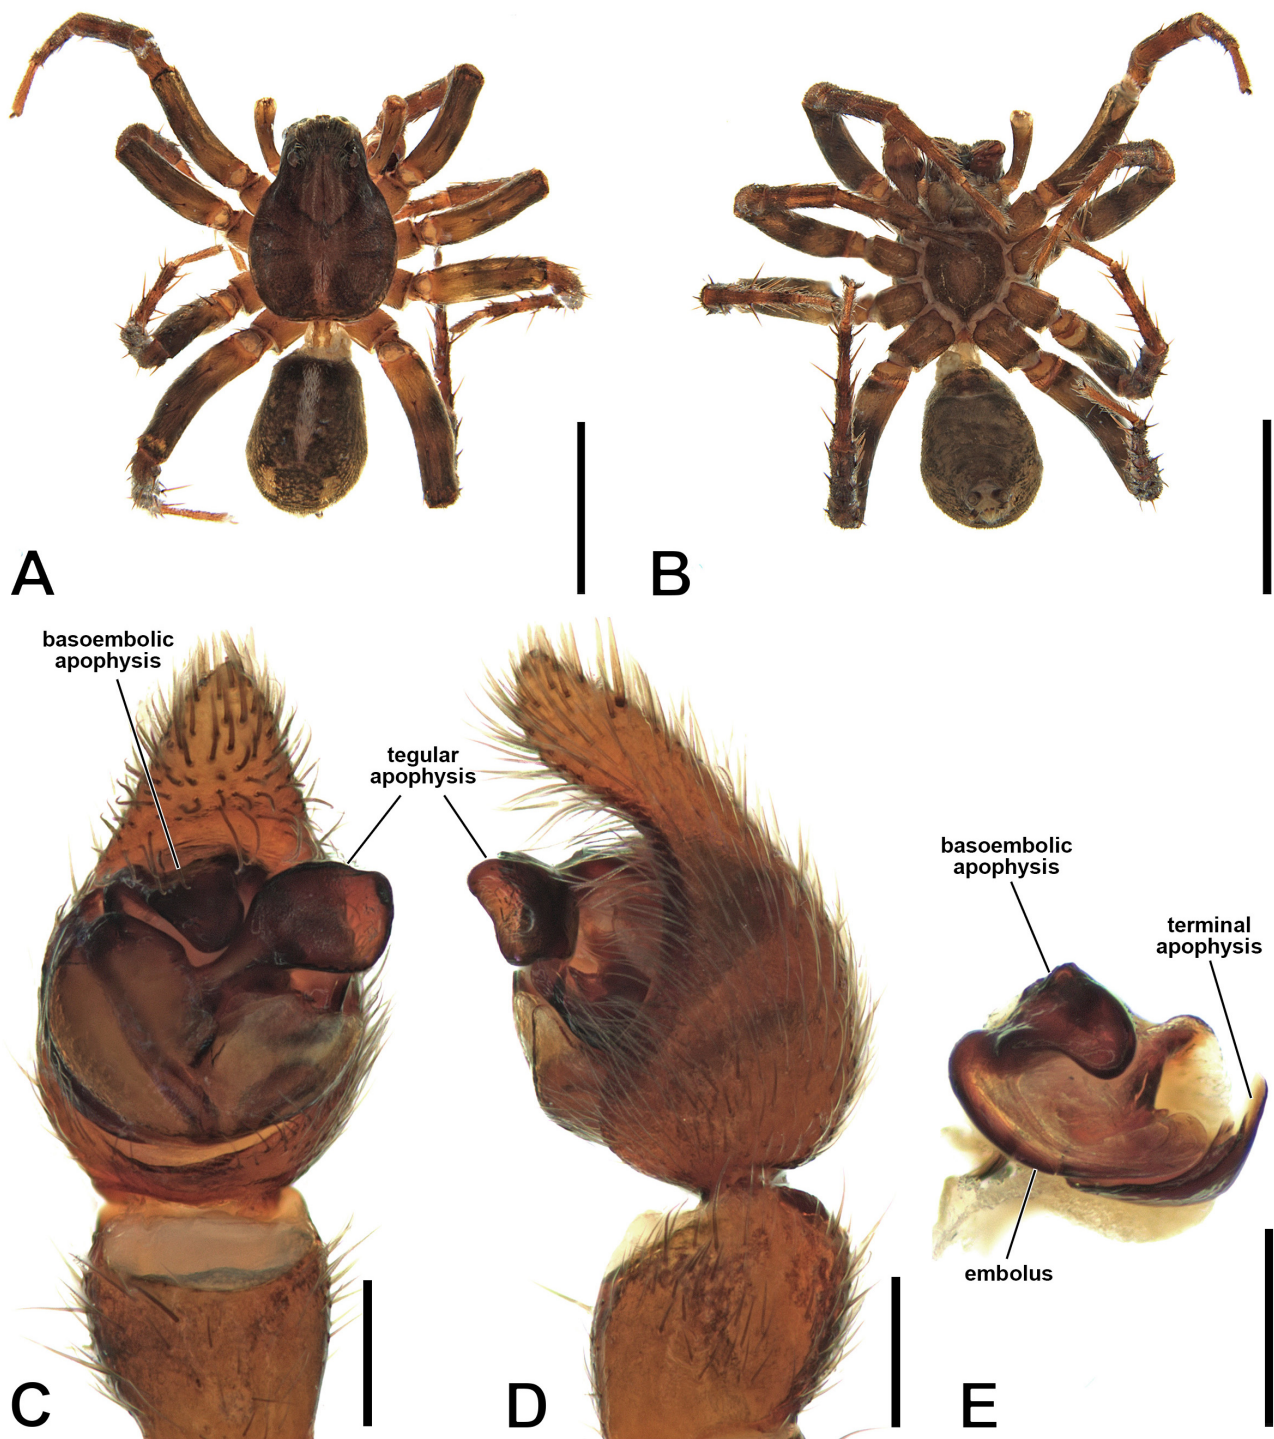 A
B
basoembolic
apophysis
tegular
apophysis
basoembolic
apophysis
terminal
apophysis
embolus
C
D
E